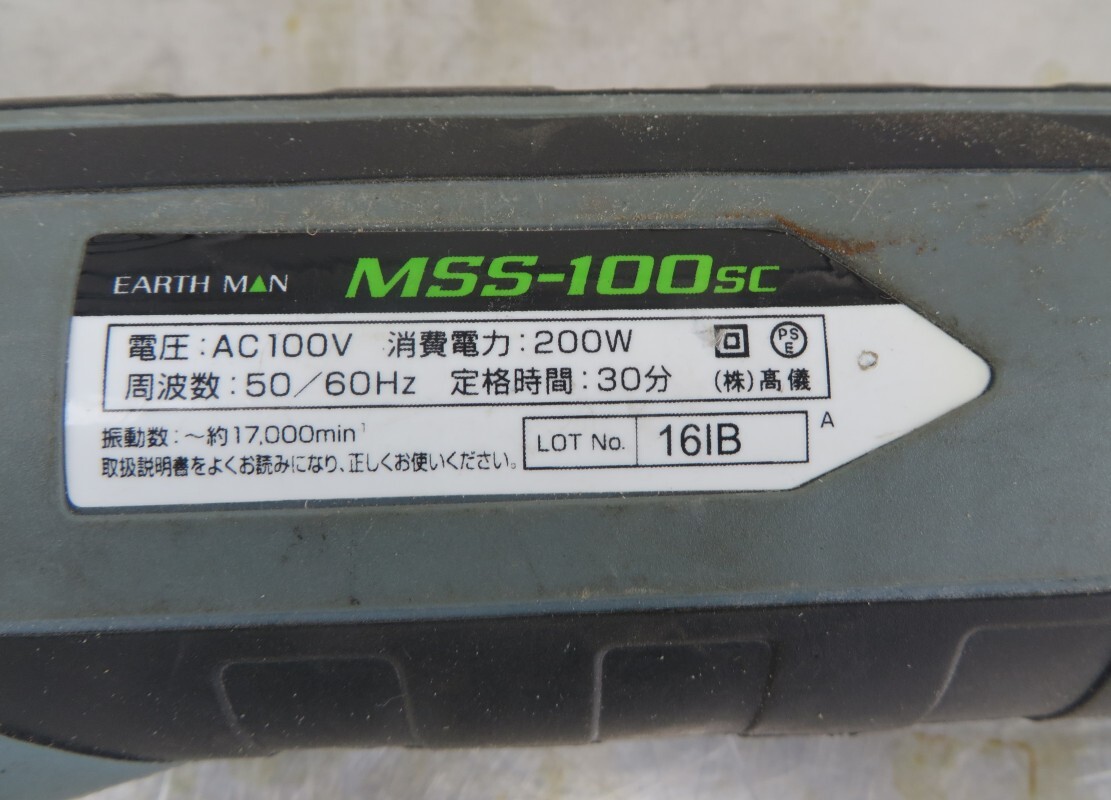 EARTH MAN MSS-100SC
電圧:AC100V 消費電力:200W
PS
E
周波数:50/60Hz 定格時間:30分 (株)髙儀
振動数:~約17,000min⁻¹
取扱説明書をよくお読みになり、正しくお使いください。
LOT No. 16IB
A